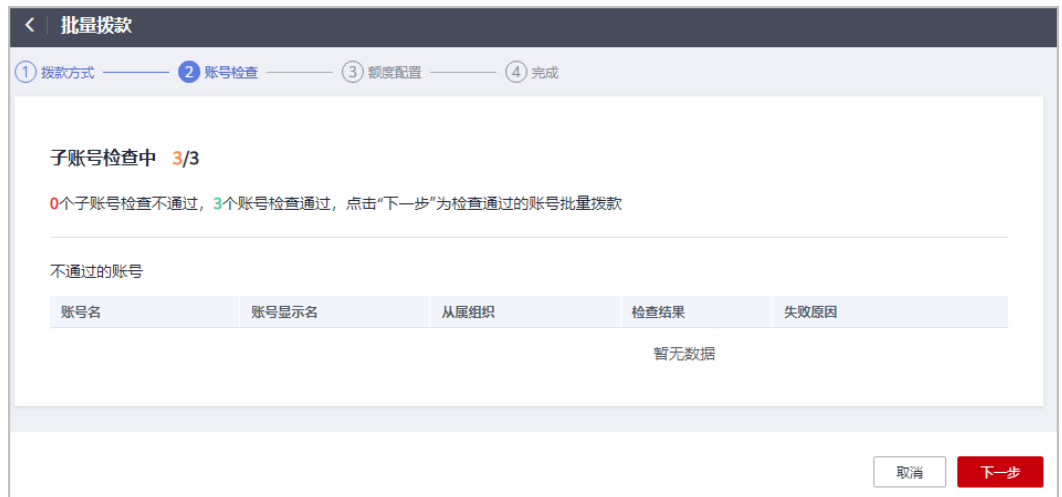 批量拨款
1 拨款方式 2 账号检查 3 额度配置 4 完成
子账号检查中 3/3
0个子账号检查不通过，3个账号检查通过，点击“下一步”为检查通过的账号批量拨款
不通过的账号
账号名 账号显示名 从属组织 检查结果 失败原因
暂无数据
取消 下一步